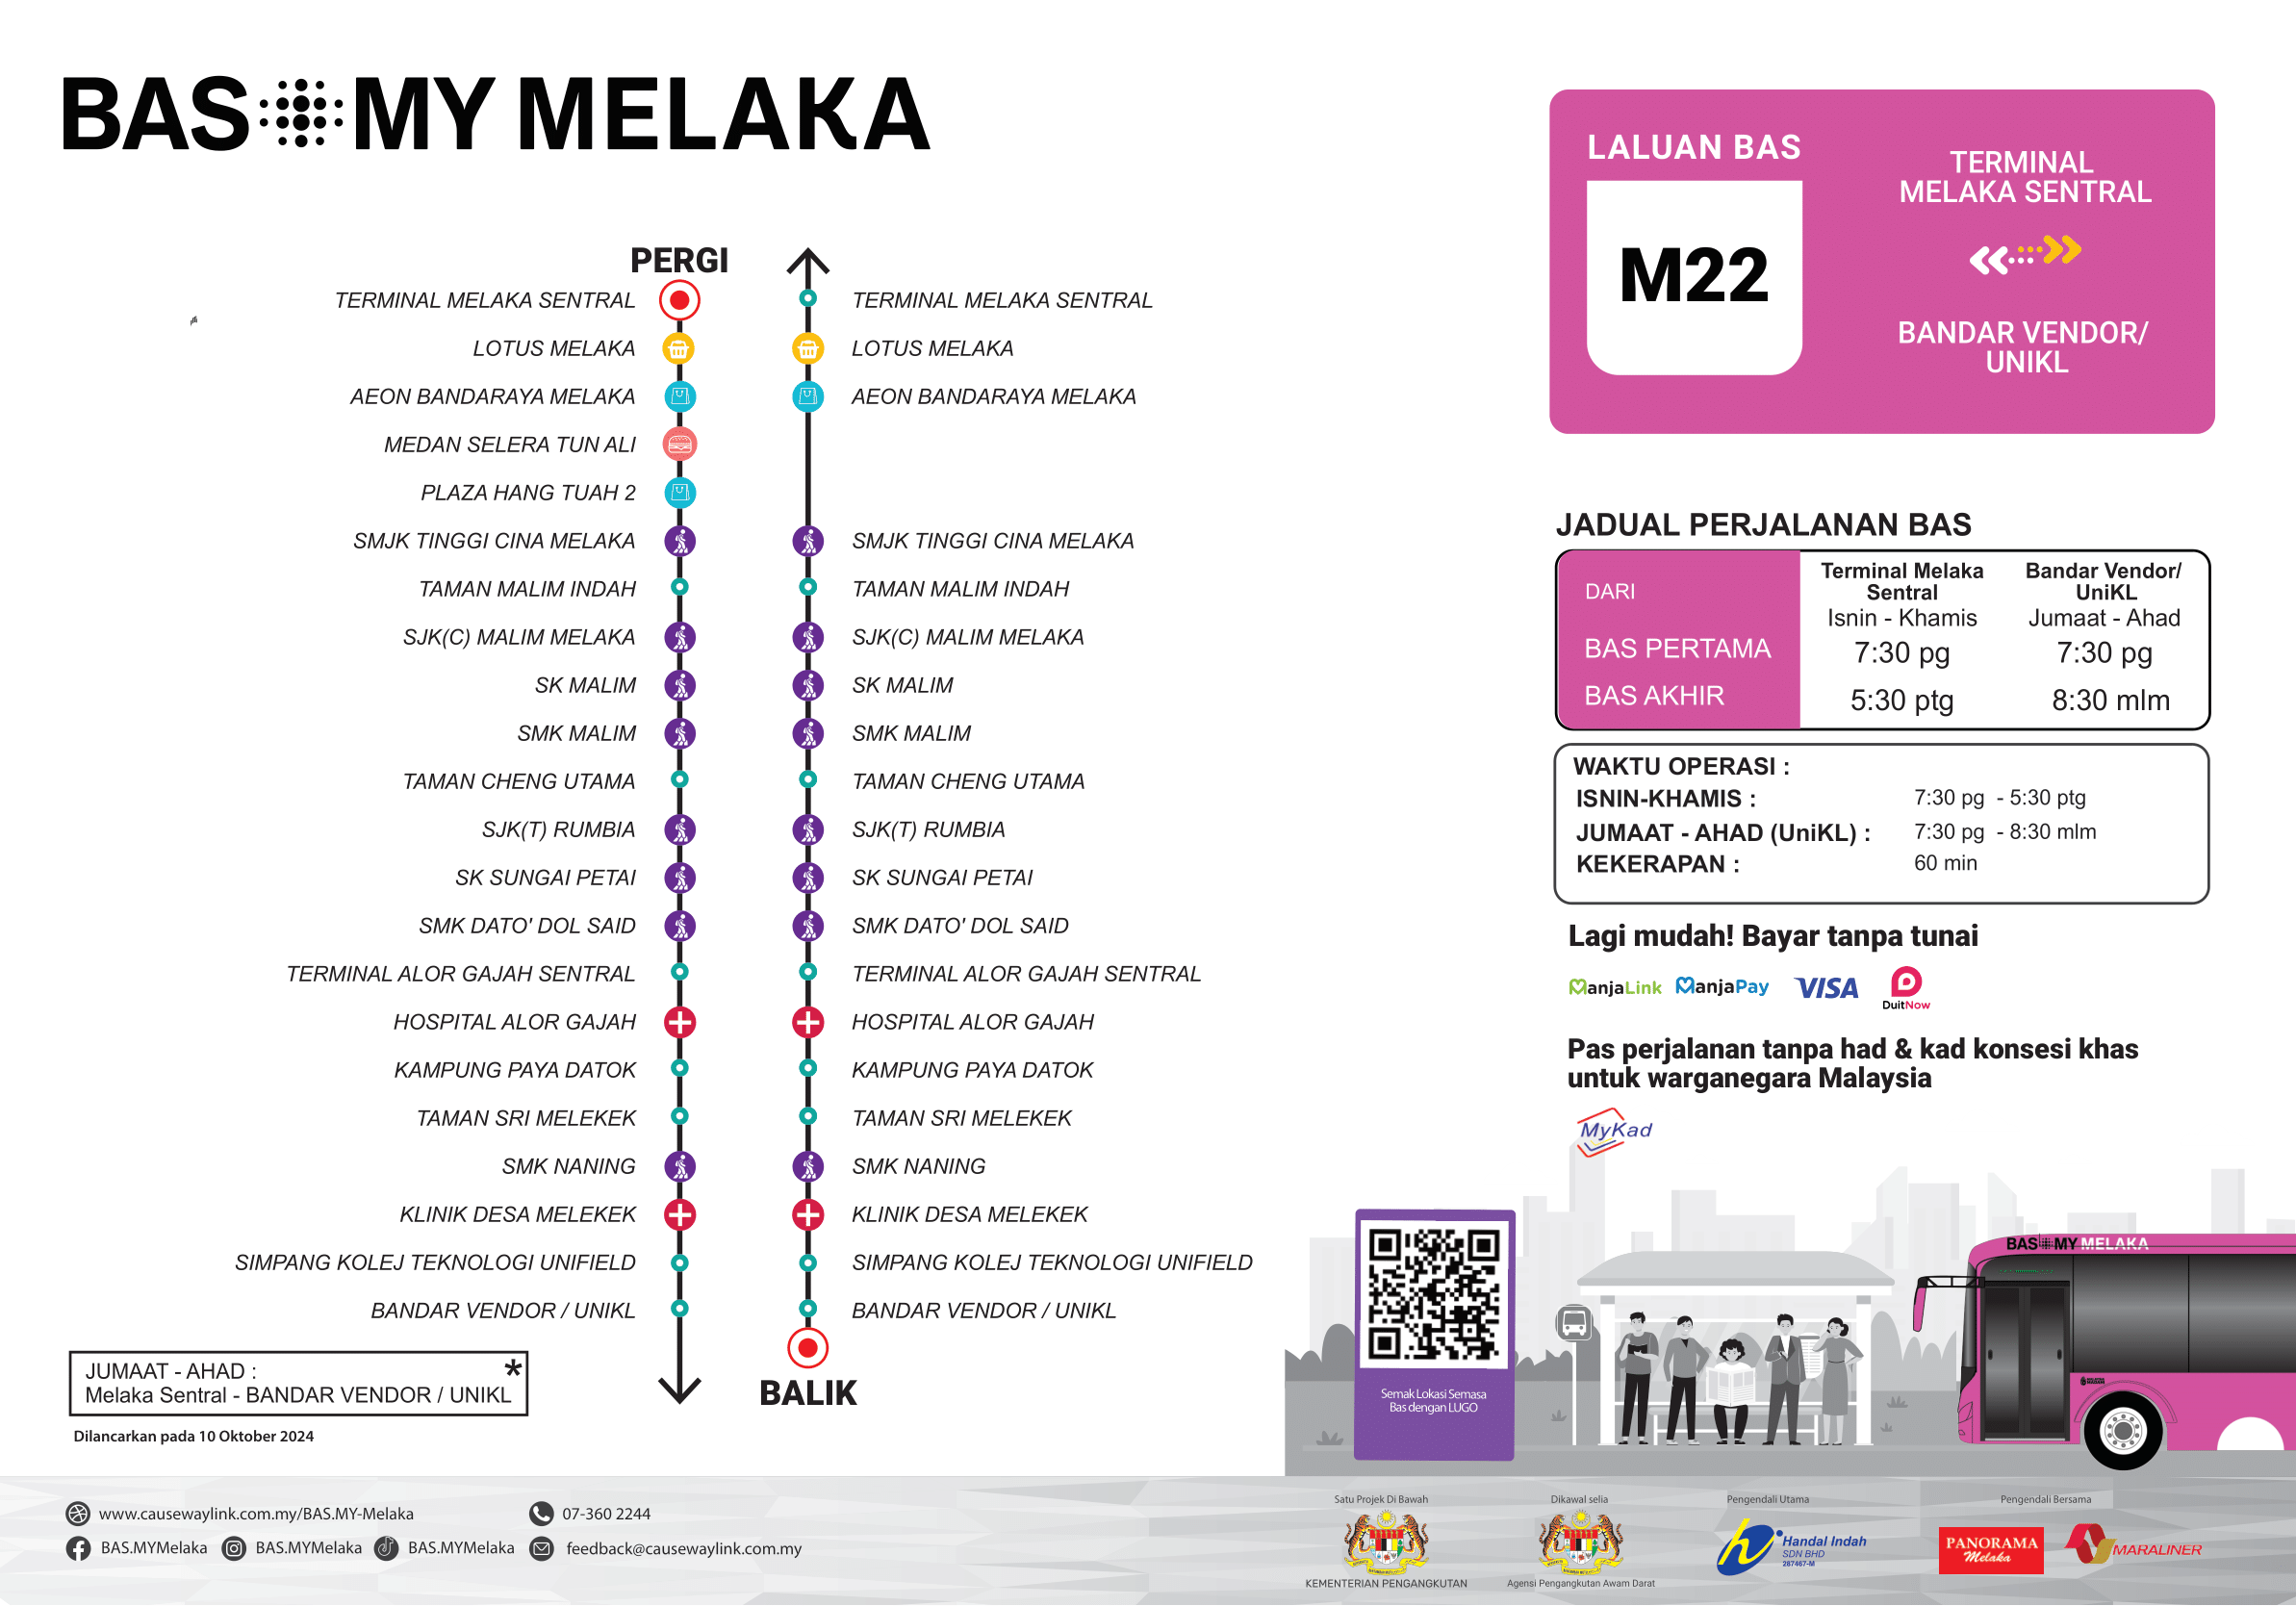 BAS MY MELAKA
PERGI
TERMINAL MELAKA SENTRAL
LOTUS MELAKA
AEON BANDARAYA MELAKA
MEDAN SELERA TUN ALI
PLAZA HANG TUAH 2
SMJK TINGGI CINA MELAKA
TAMAN MALIM INDAH
SJK(C) MALIM MELAKA
SK MALIM
SMK MALIM
TAMAN CHENG UTAMA
SJK(T) RUMBIA
SK SUNGAI PETAI
SMK DATO' DOL SAID
TERMINAL ALOR GAJAH SENTRAL
HOSPITAL ALOR GAJAH
KAMPUNG PAYA DATOK
TAMAN SRI MELEKEK
SMK NANING
KLINIK DESA MELEKEK
SIMPANG KOLEJ TEKNOLOGI UNIFIELD
BANDAR VENDOR / UNIKL
TERMINAL MELAKA SENTRAL
LOTUS MELAKA
AEON BANDARAYA MELAKA
SMJK TINGGI CINA MELAKA
TAMAN MALIM INDAH
SJK(C) MALIM MELAKA
SK MALIM
SMK MALIM
TAMAN CHENG UTAMA
SJK(T) RUMBIA
SK SUNGAI PETAI
SMK DATO' DOL SAID
TERMINAL ALOR GAJAH SENTRAL
HOSPITAL ALOR GAJAH
KAMPUNG PAYA DATOK
TAMAN SRI MELEKEK
SMK NANING
KLINIK DESA MELEKEK
SIMPANG KOLEJ TEKNOLOGI UNIFIELD
BANDAR VENDOR / UNIKL
BALIK
JUMAAT - AHAD : *
Melaka Sentral - BANDAR VENDOR / UNIKL
Dilancarkan pada 10 Oktober 2024
LALUAN BAS
M22
TERMINAL
MELAKA SENTRAL
BANDAR VENDOR/
UNIKL
JADUAL PERJALANAN BAS
DARI
Terminal Melaka
Sentral
Isnin - Khamis
Bandar Vendor/
UniKL
Jumaat - Ahad
BAS PERTAMA 7:30 pg 7:30 pg
BAS AKHIR 5:30 ptg 8:30 mlm
WAKTU OPERASI :
ISNIN-KHAMIS : 7:30 pg - 5:30 ptg
JUMAAT - AHAD (UniKL) : 7:30 pg - 8:30 mlm
KEKERAPAN : 60 min
Lagi mudah! Bayar tanpa tunai
ManjaLink ManjaPay VISA DuitNow
Pas perjalanan tanpa had & kad konsesi khas
untuk warganegara Malaysia
MyKad
Semak Lokasi Semasa
Bas dengan LUGO
BAS MY MELAKA
www.causewaylink.com.my/BAS.MY-Melaka 07-360 2244
BAS.MYMelaka BAS.MYMelaka BAS.MYMelaka feedback@causewaylink.com.my
Satu Projek Di Bawah
KEMENTERIAN PENGANGKUTAN
Dikawal selia
Agensi Pengangkutan Awam Darat
Pengendali Utama
Handal Indah
SDN BHD
287467-M
Pengendali Bersama
PANORAMA
Melaka
MARALINER